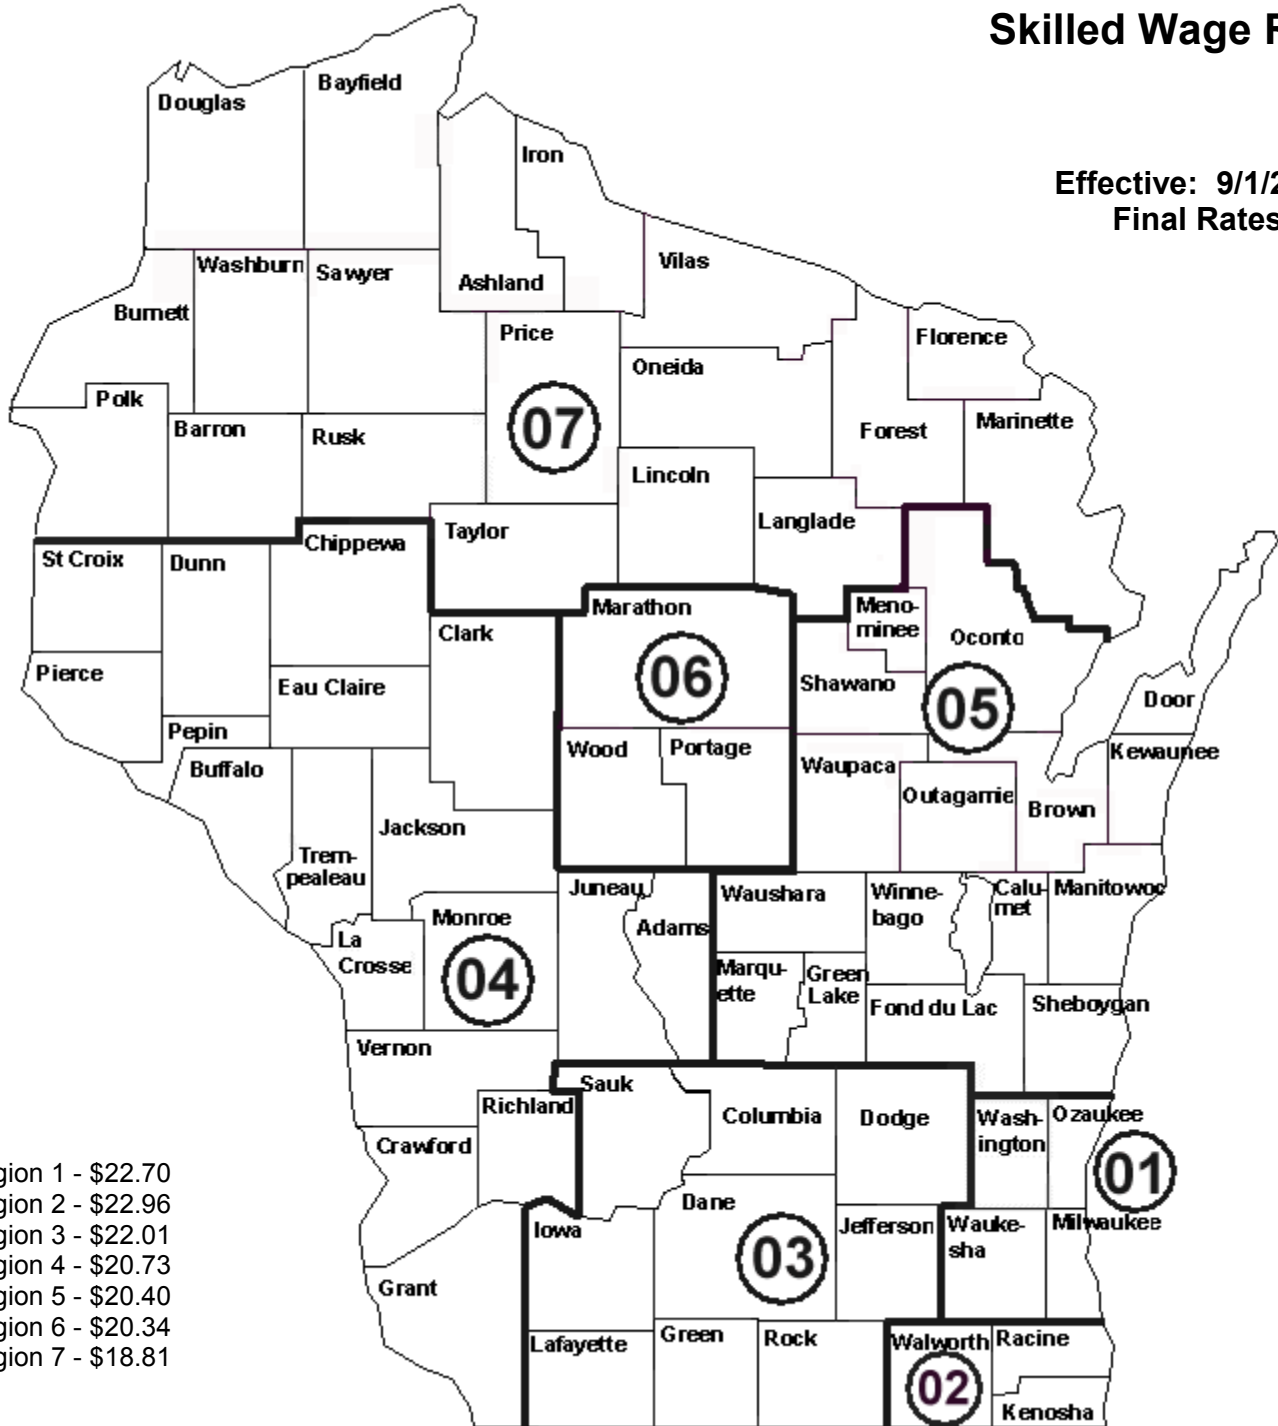 Skilled Wage
Effective: 9/1/2
Final Rates
Bayfield
Douglas
Iron
Vilas
Washburn
Sawyer
Ashland
Burnett
Price
Florence
Oneida
Polk
Barron
Rusk
07
Forest
Marinette
Lincoln
Langlade
Taylor
Chippewa
St Croix
Dunn
Marathon
Meno-
minee
Clark
Oconto
06
Pierce
Eau Claire
Shawano
05
Door
Pepin
Wood
Portage
Kewaunee
Buffalo
Waupaca
Outagamie
Brown
Jackson
Trem-
pealeau
Juneau
Waushara
Winne-
bago
Calu-
met
Manitowoc
Monroe
Adams
La
Crosse
04
Marqu-
ette
Green
Lake
Fond du Lac
Sheboygan
Vernon
Sauk
Richland
Columbia
Dodge
Wash-
ington
Ozaukee
Crawford
01
gion 1 - $22.70
gion 2 - $22.96
gion 3 - $22.01
gion 4 - $20.73
gion 5 - $20.40
gion 6 - $20.34
gion 7 - $18.81
Dane
Iowa
Jefferson
Wauke-
sha
Milwaukee
03
Grant
Lafayette
Green
Rock
Walworth
Racine
02
Kenosha